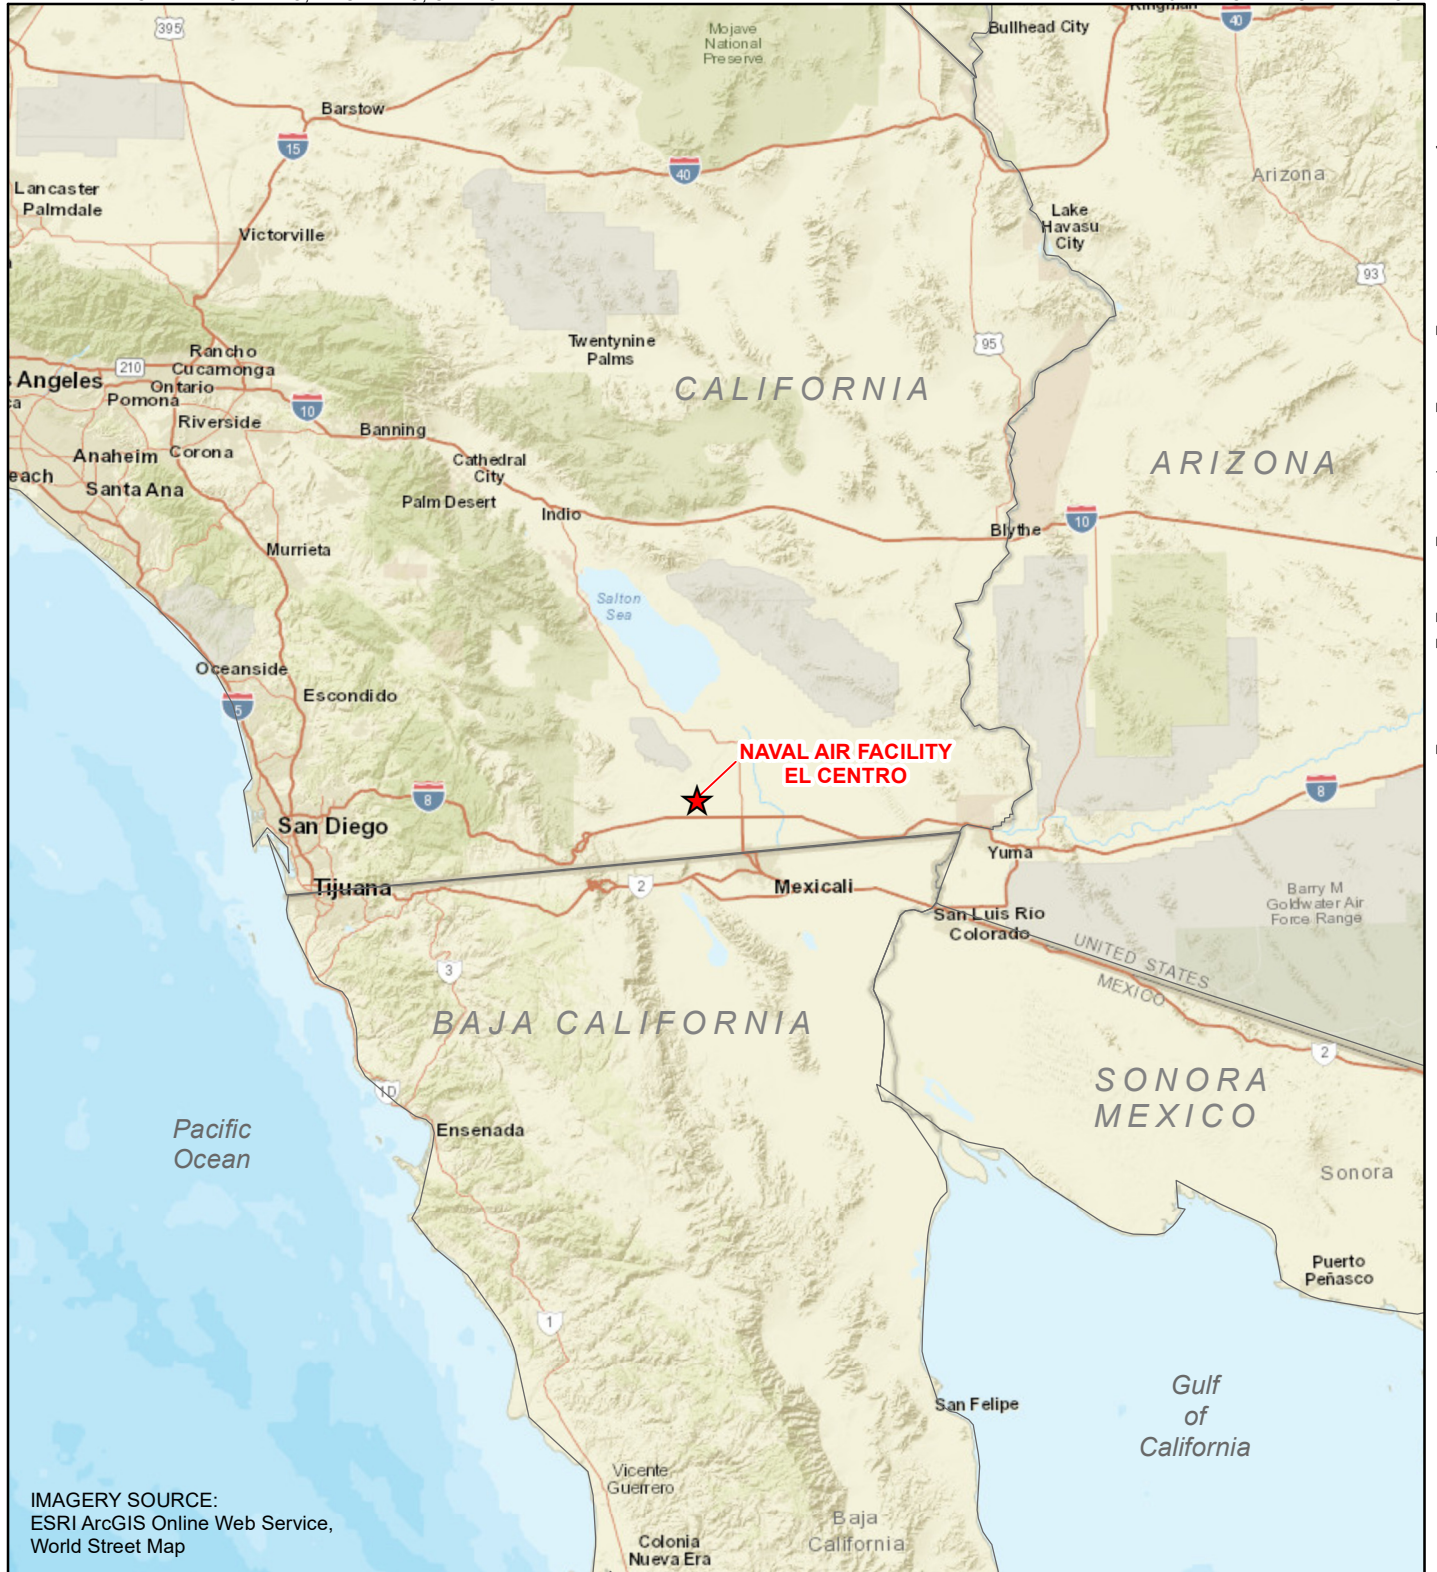 395
Mojave
National
Preserve
Bullhead City
Kingman
40
Barstow
15
40
Arizona
Lancaster
Palmdale
Lake
Havasu
City
Victorville
93
Twentynine
Palms
95
Rancho
Cucamonga
210
s Angeles
Ontario
Pomona
CALIFORNIA
10
Riverside
Banning
Anaheim
Corona
Cathedral
City
ARIZONA
each
Santa Ana
Palm Desert
Indio
Blythe
10
Murrieta
Salton
Sea
Oceanside
Escondido
5
NAVAL AIR FACILITY
EL CENTRO
8
8
San Diego
Yuma
Tijuana
2
Mexicali
Barry M
Goldwater Air
Force Range
San Luis Río
Colorado
UNITED STATES
MEXICO
3
BAJA CALIFORNIA
2
SONORA
MEXICO
1D
Pacific
Ocean
Ensenada
Sonora
Puerto
Peñasco
1
Gulf
of
California
San Felipe
Vicente
Guerrero
IMAGERY SOURCE:
ESRI ArcGIS Online Web Service,
World Street Map
Baja
California
Colonia
Nueva Era